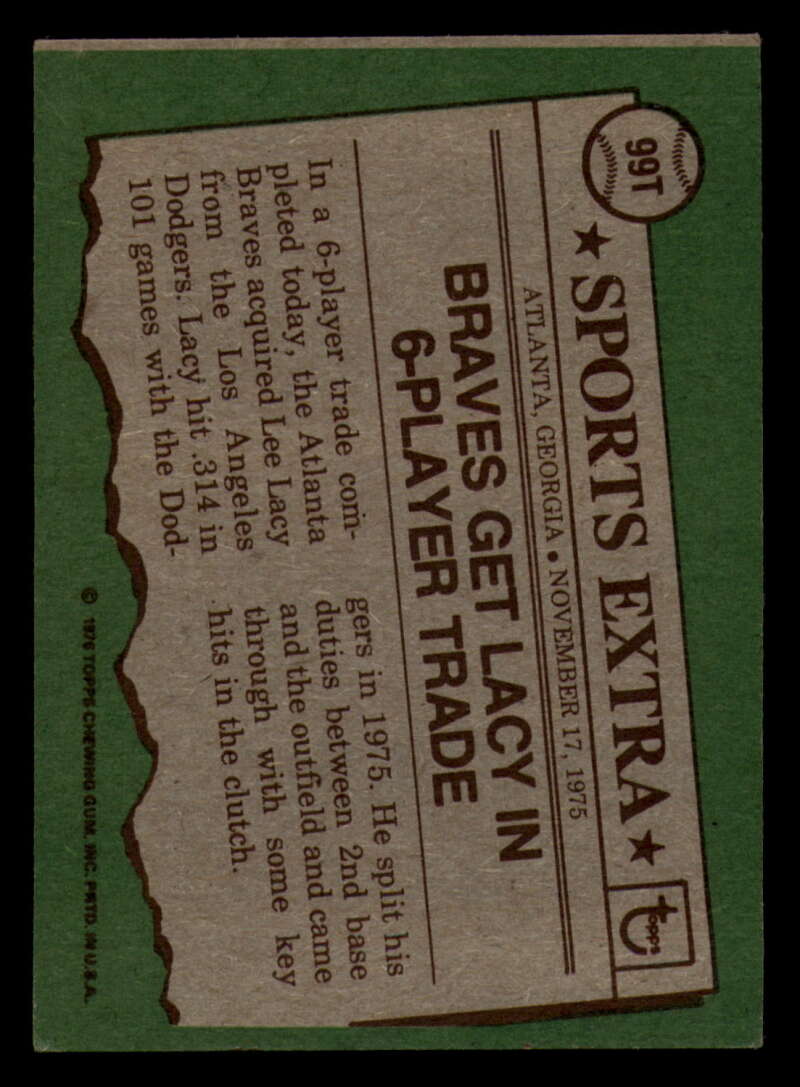 99T
★ SPORTS EXTRA ★
Topps
ATLANTA, GEORGIA • NOVEMBER 17, 1975
BRAVES GET LACY IN
6-PLAYER TRADE
In a 6-player trade com-
pleted today, the Atlanta
Braves acquired Lee Lacy
from the Los Angeles
Dodgers. Lacy hit .314 in
101 games with the Dod-
gers in 1975. He split his
duties between 2nd base
and the outfield and came
through with some key
hits in the clutch.
© 1976 TOPPS CHEWING GUM, INC. PRTD. IN U.S.A.